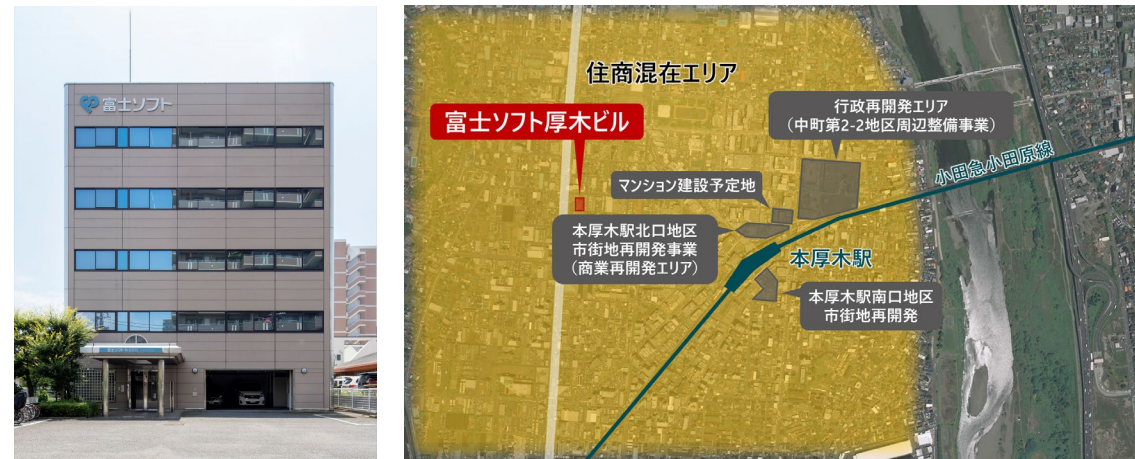 富士ソフト
住商混在エリア
富士ソフト厚木ビル
行政再開発エリア
（中町第2-2地区周辺整備事業）
小田急小田原線
マンション建設予定地
本厚木駅北口地区
市街地再開発事業
（商業再開発エリア）
本厚木駅
本厚木駅南口地区
市街地再開発